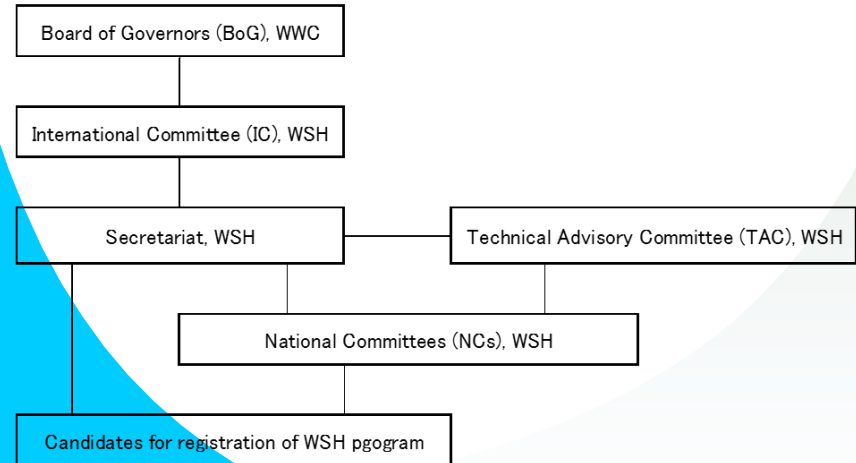 Board of Governors (BoG), WWC
International Committee (IC), WSH
Secretariat, WSH
Technical Advisory Committee (TAC), WSH
National Committees (NCs), WSH
Candidates for registration of WSH pgogram